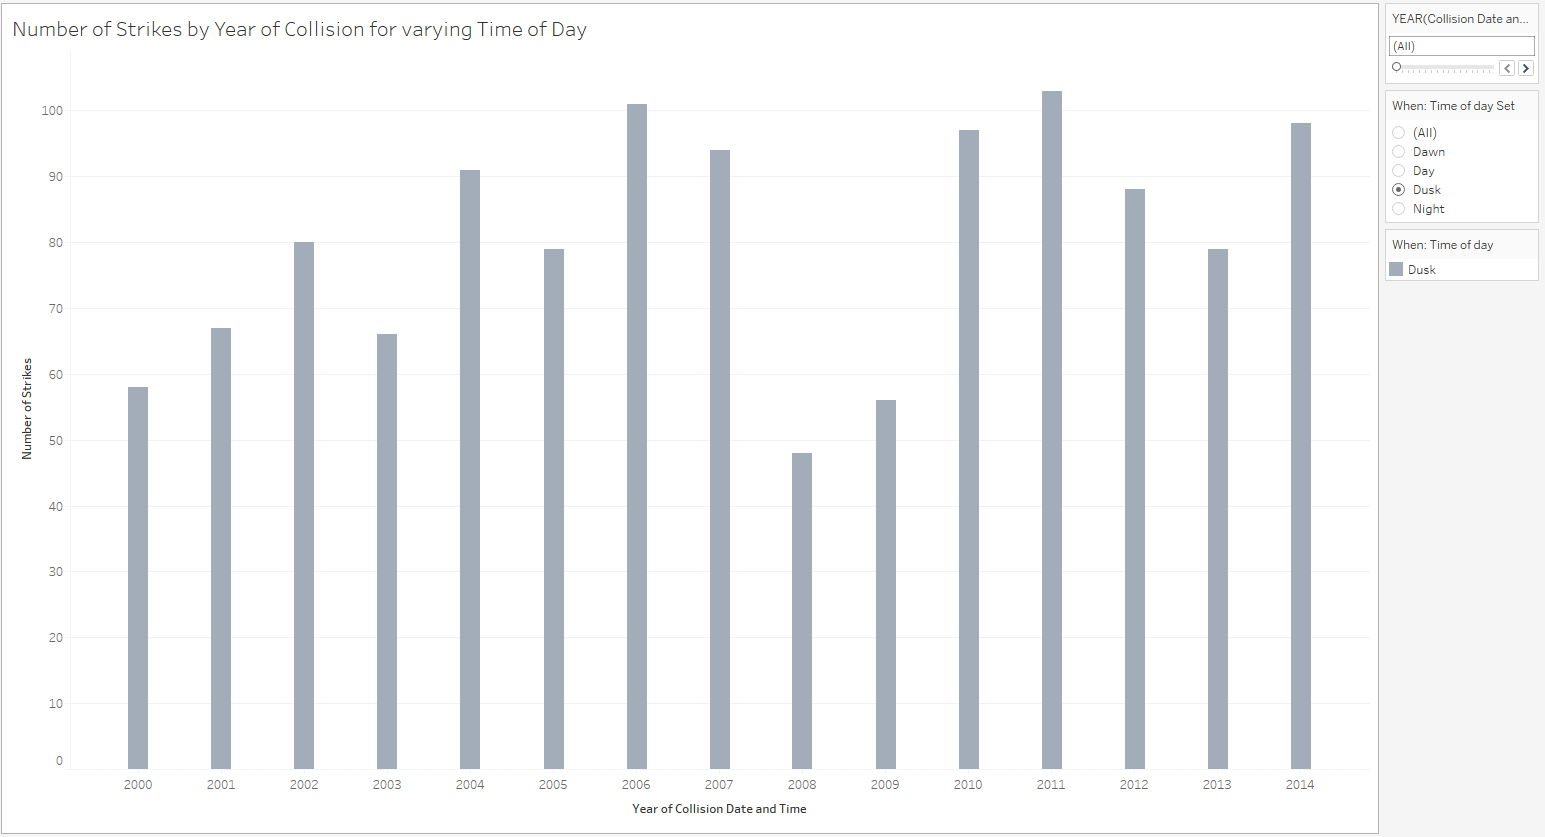 Number of Strikes by Year of Collision for varying Time of Day
100
90
80
70
60
50
40
30
20
10
0
Number of Strikes
2000 2001 2002 2003 2004 2005 2006 2007 2008 2009 2010 2011 2012 2013 2014
Year of Collision Date and Time
YEAR(Collision Date an...
(All)
When: Time of day Set
(All)
Dawn
Day
Dusk
Night
When: Time of day
Dusk